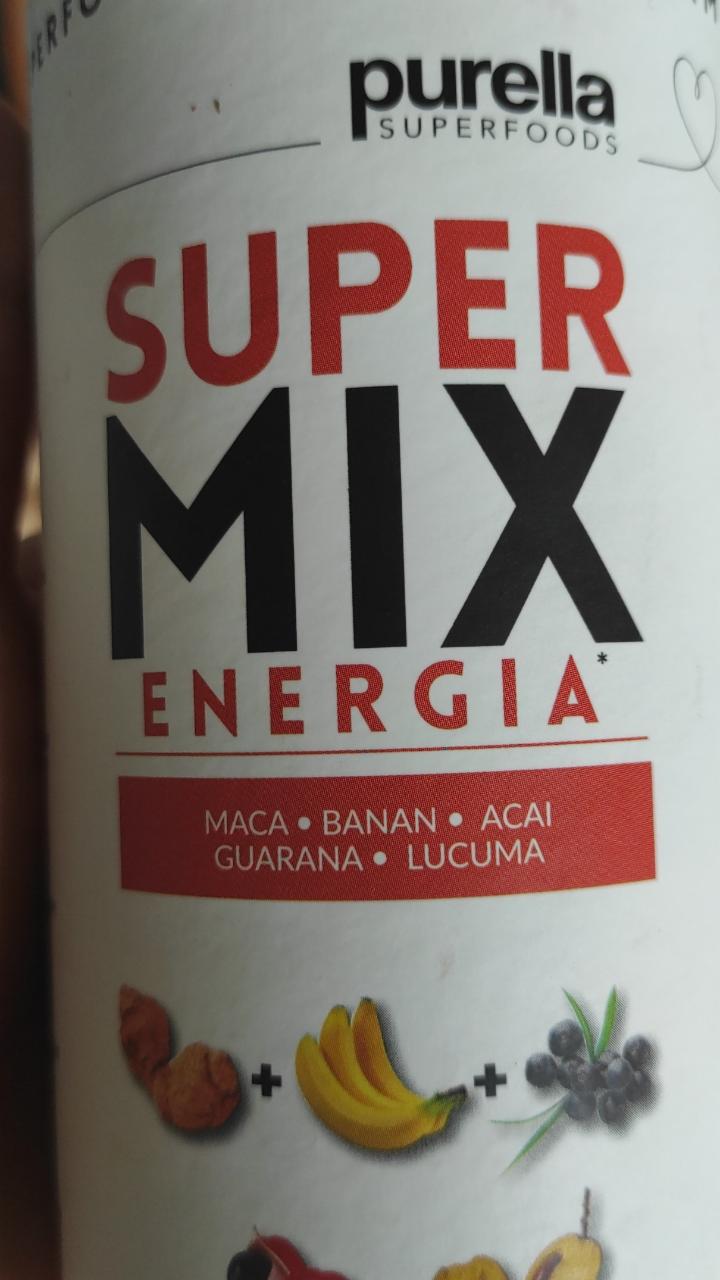 purella
SUPERFOODS
SUPER
MIX
ENERGIA*
MACA • BANAN • ACAI
GUARANA • LUCUMA
+ +